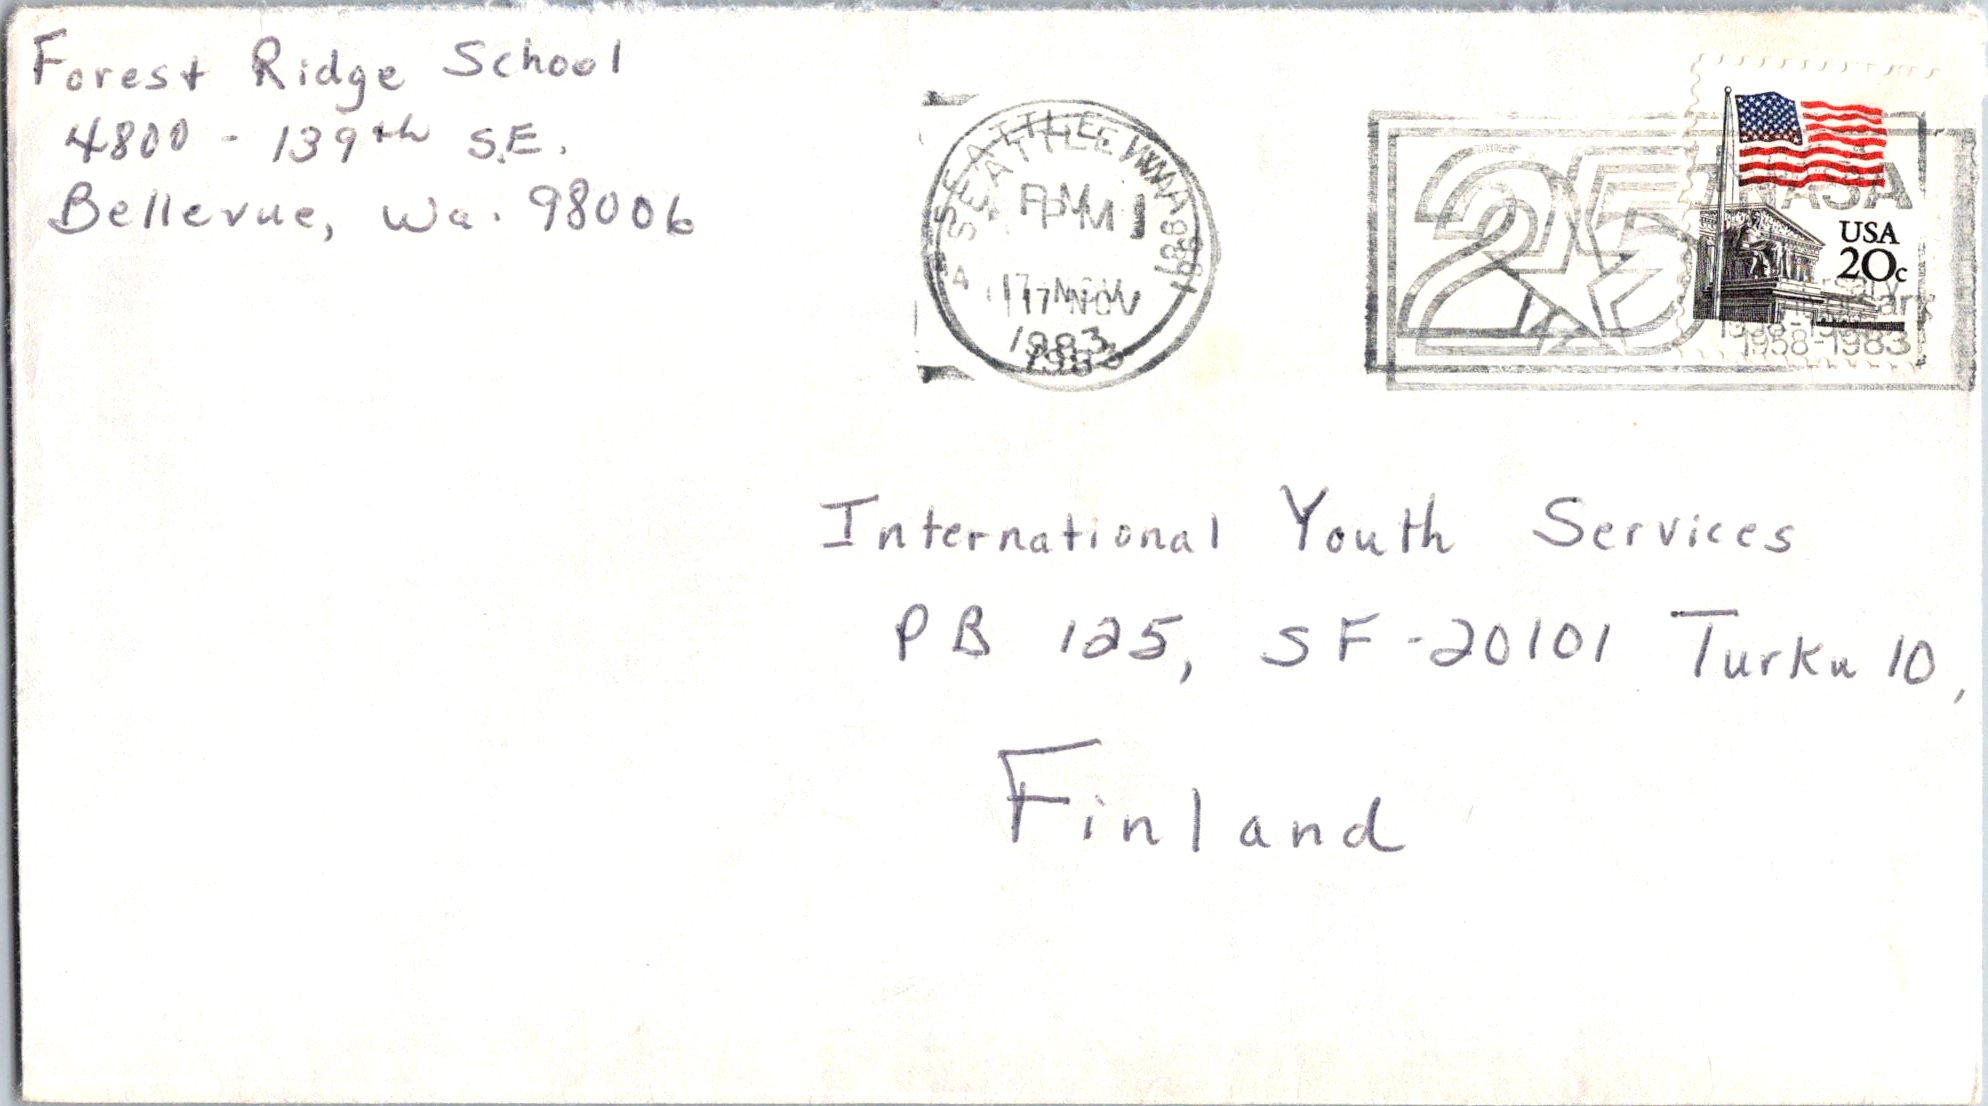 Forest Ridge School
4800 - 139th S.E.
Bellevue, Wa. 98006
SEATTLE, WA 981
PM
17 NOV
1983
25
NASA
USA
20c
1958-1983
International Youth Services
PB 125, SF-20101 Turku 10,
Finland